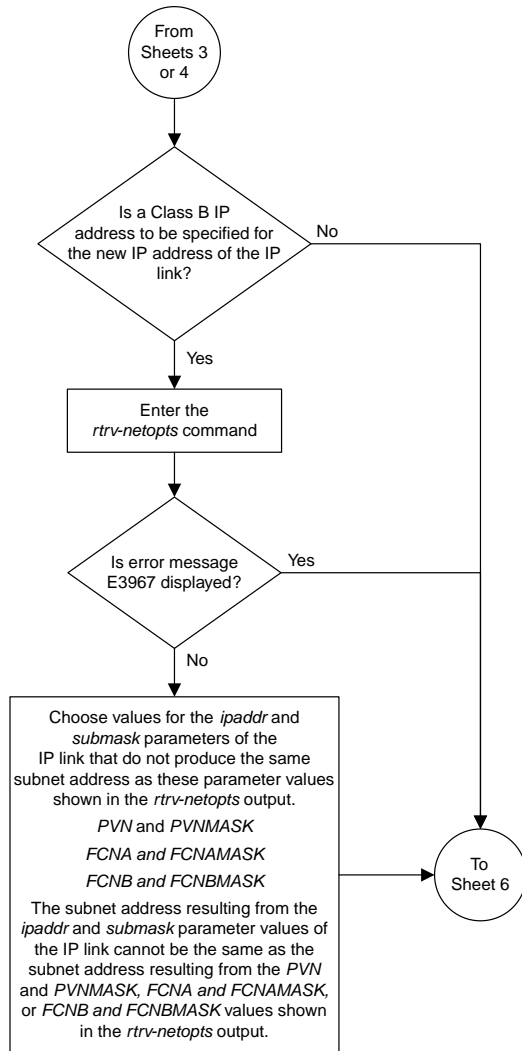 From
Sheets 3
or 4
Is a Class B IP
address to be specified for
the new IP address of the IP
link?
No
Yes
Enter the
rtrv-netopts command
Is error message
E3967 displayed?
Yes
No
Choose values for the ipaddr and
submask parameters of the
IP link that do not produce the same
subnet address as these parameter values
shown in the rtrv-netopts output.
PVN and PVNMASK
FCNA and FCNAMASK
FCNB and FCNBMASK
The subnet address resulting from the
ipaddr and submask parameter values of
the IP link cannot be the same as the
subnet address resulting from the PVN
and PVNMASK, FCNA and FCNAMASK,
or FCNB and FCNBMASK values shown
in the rtrv-netopts output.
To
Sheet 6